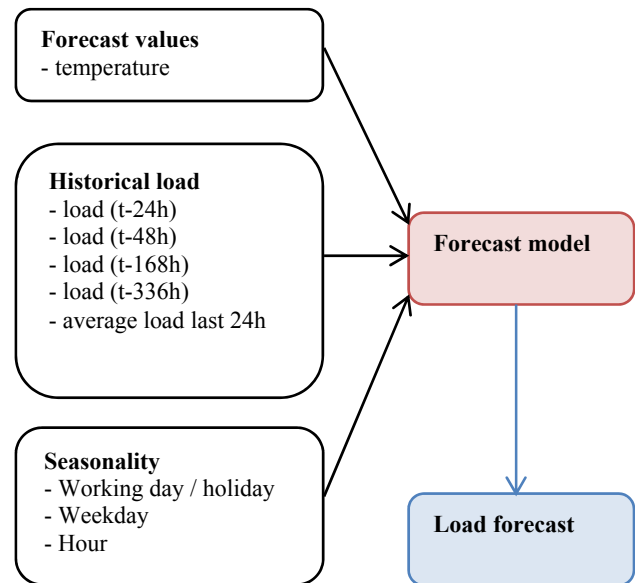 Forecast values
- temperature
Historical load
- load (t-24h)
- load (t-48h)
- load (t-168h)
- load (t-336h)
- average load last 24h
Seasonality
- Working day / holiday
- Weekday
- Hour
Forecast model
Load forecast